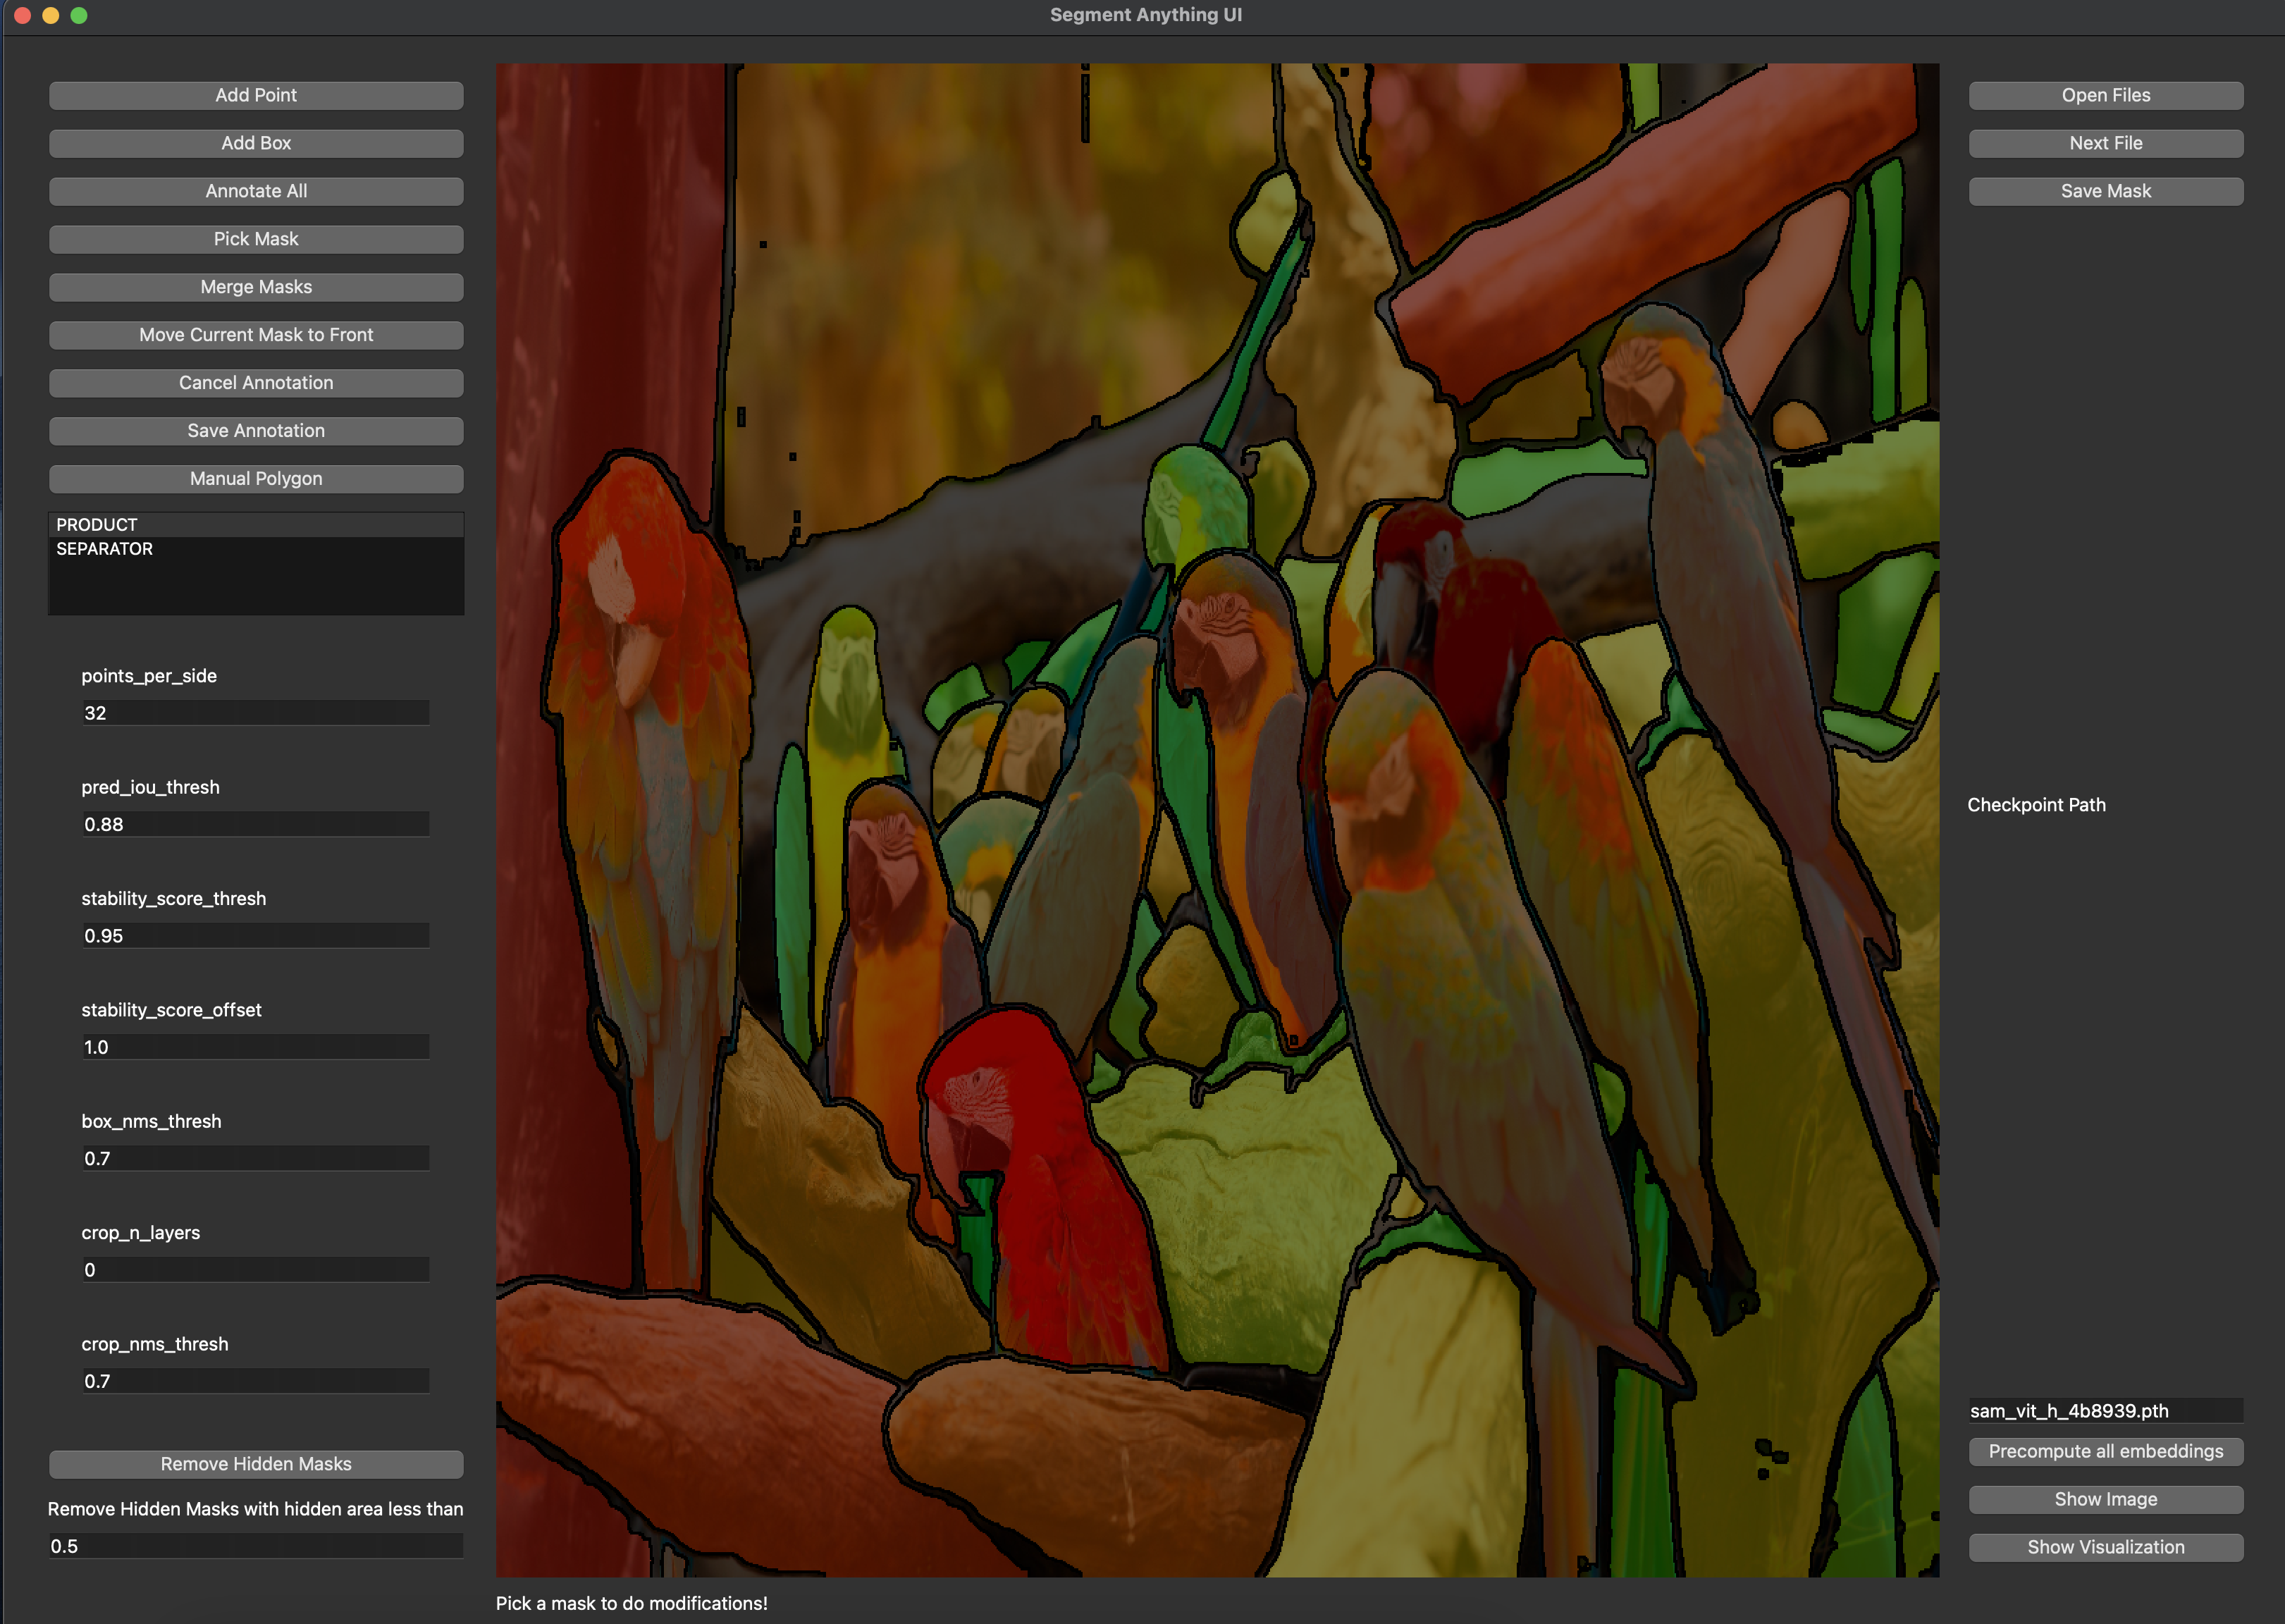 Segment Anything UI
Add Point
Add Box
Annotate All
Pick Mask
Merge Masks
Move Current Mask to Front
Cancel Annotation
Save Annotation
Manual Polygon
PRODUCT
SEPARATOR
points_per_side
32
pred_iou_thresh
0.88
stability_score_thresh
0.95
stability_score_offset
1.0
box_nms_thresh
0.7
crop_n_layers
0
crop_nms_thresh
0.7
Remove Hidden Masks
Remove Hidden Masks with hidden area less than
0.5
Pick a mask to do modifications!
Open Files
Next File
Save Mask
Checkpoint Path
sam_vit_h_4b8939.pth
Precompute all embeddings
Show Image
Show Visualization